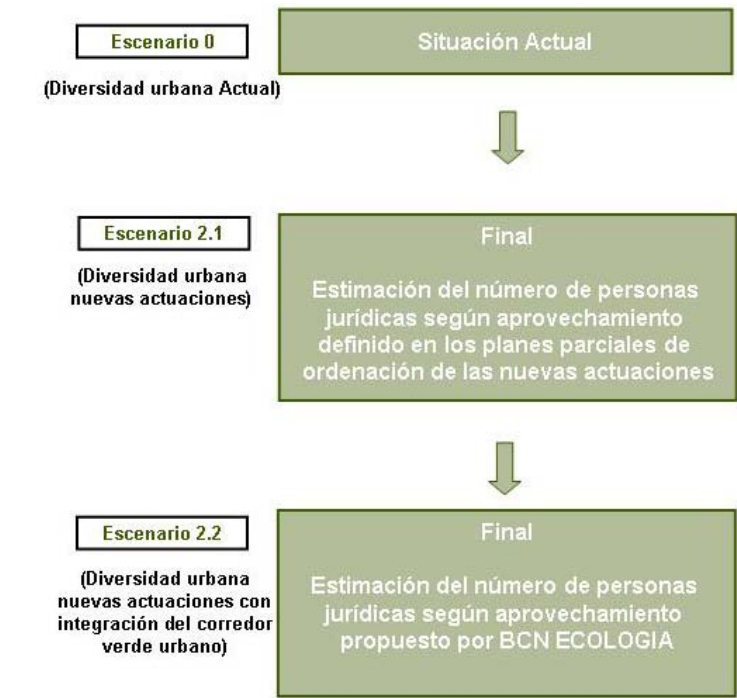 Escenario 0
(Diversidad urbana Actual)
Situación Actual
Escenario 2.1
(Diversidad urbana
nuevas actuaciones)
Final
Estimación del número de personas
jurídicas según aprovechamiento
definido en los planes parciales de
ordenación de las nuevas actuaciones
Escenario 2.2
(Diversidad urbana
nuevas actuaciones con
integración del corredor
verde urbano)
Final
Estimación del número de personas
jurídicas según aprovechamiento
propuesto por BCN ECOLOGIA